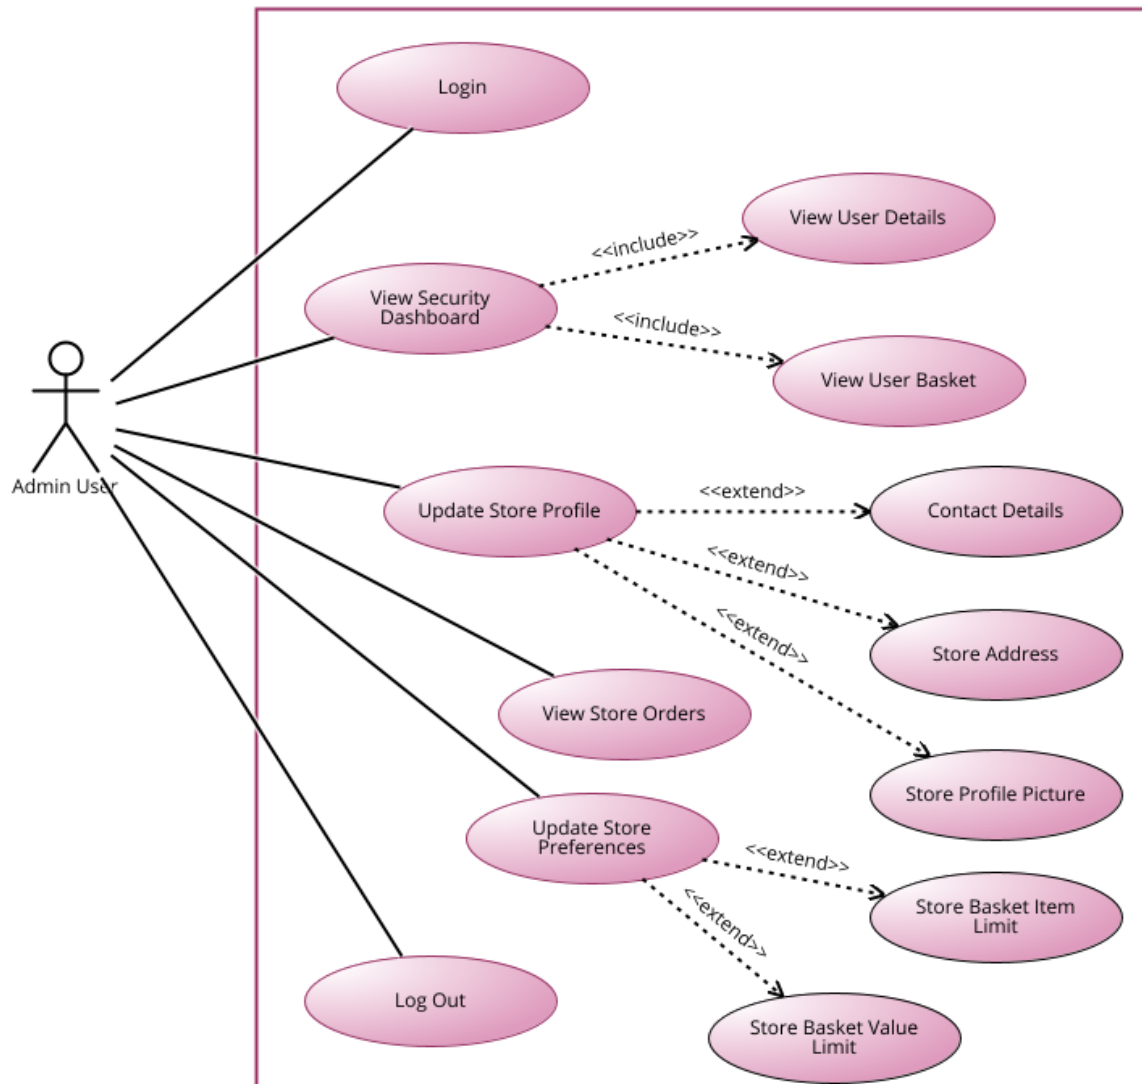 Login
View User Details
<<include>>
View Security
Dashboard
<<include>>
View User Basket
Admin User
Update Store Profile
<<extend>>
Contact Details
<<extend>>
Store Address
<<extend>>
View Store Orders
Store Profile Picture
Update Store
Preferences
<<extend>>
Store Basket Item
Limit
<<extend>>
Log Out
Store Basket Value
Limit